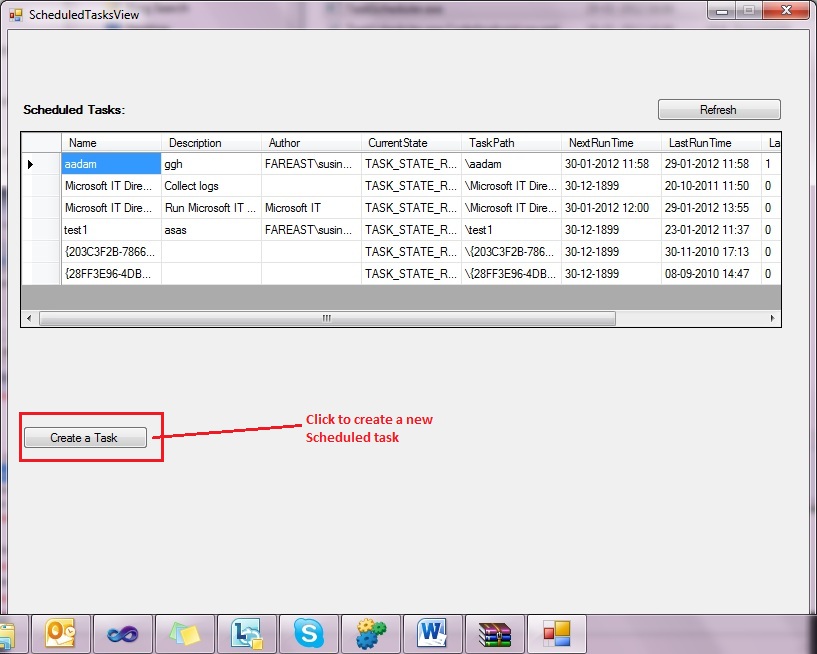 ScheduledTasksView
Scheduled Tasks:
Refresh
Name Description Author CurrentState TaskPath NextRunTime LastRunTime La
aadam ggh FAREAST\susin... TASK_STATE_R... \aadam 30-01-2012 11:58 29-01-2012 11:58 1
Microsoft IT Dire... Collect logs TASK_STATE_R... \Microsoft IT Dire... 30-12-1899 20-10-2011 11:50 0
Microsoft IT Dire... Run Microsoft IT ... Microsoft IT TASK_STATE_R... \Microsoft IT Dire... 30-01-2012 12:00 29-01-2012 13:55 0
test1 asas FAREAST\susin... TASK_STATE_R... \test1 30-12-1899 23-01-2012 11:37 0
{203C3F2B-7866... TASK_STATE_R... \{203C3F2B-786... 30-12-1899 30-11-2010 17:13 0
{28FF3E96-4DB... TASK_STATE_R... \{28FF3E96-4DB... 30-12-1899 08-09-2010 14:47 0
Create a Task
Click to create a new
Scheduled task